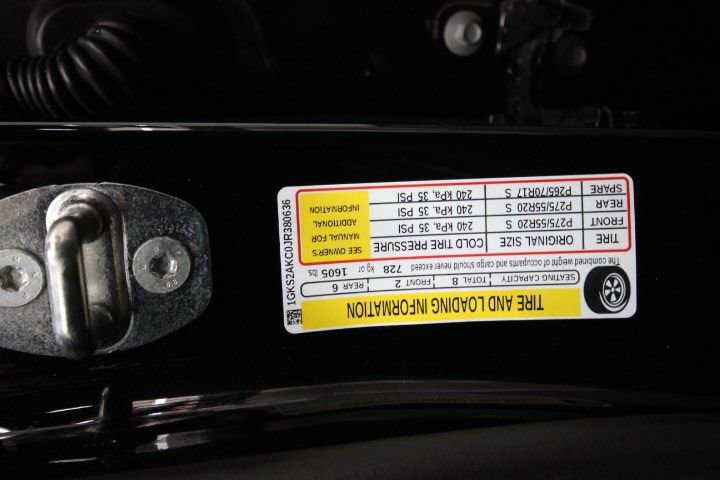 TIRE AND LOADING INFORMATION
SEATING CAPACITY TOTAL 8 FRONT 2 REAR 6
The combined weight of occupants and cargo should never exceed 728 kg or 1605 lbs.
TIRE ORIGINAL SIZE COLD TIRE PRESSURE
FRONT P275/55R20 S 240 kPa, 35 PSI
REAR P275/55R20 S 240 kPa, 35 PSI
SPARE P265/70R17 S 240 kPa, 35 PSI
SEE OWNER'S
MANUAL FOR
ADDITIONAL
INFORMATION
1GKS2AKC0JR380636